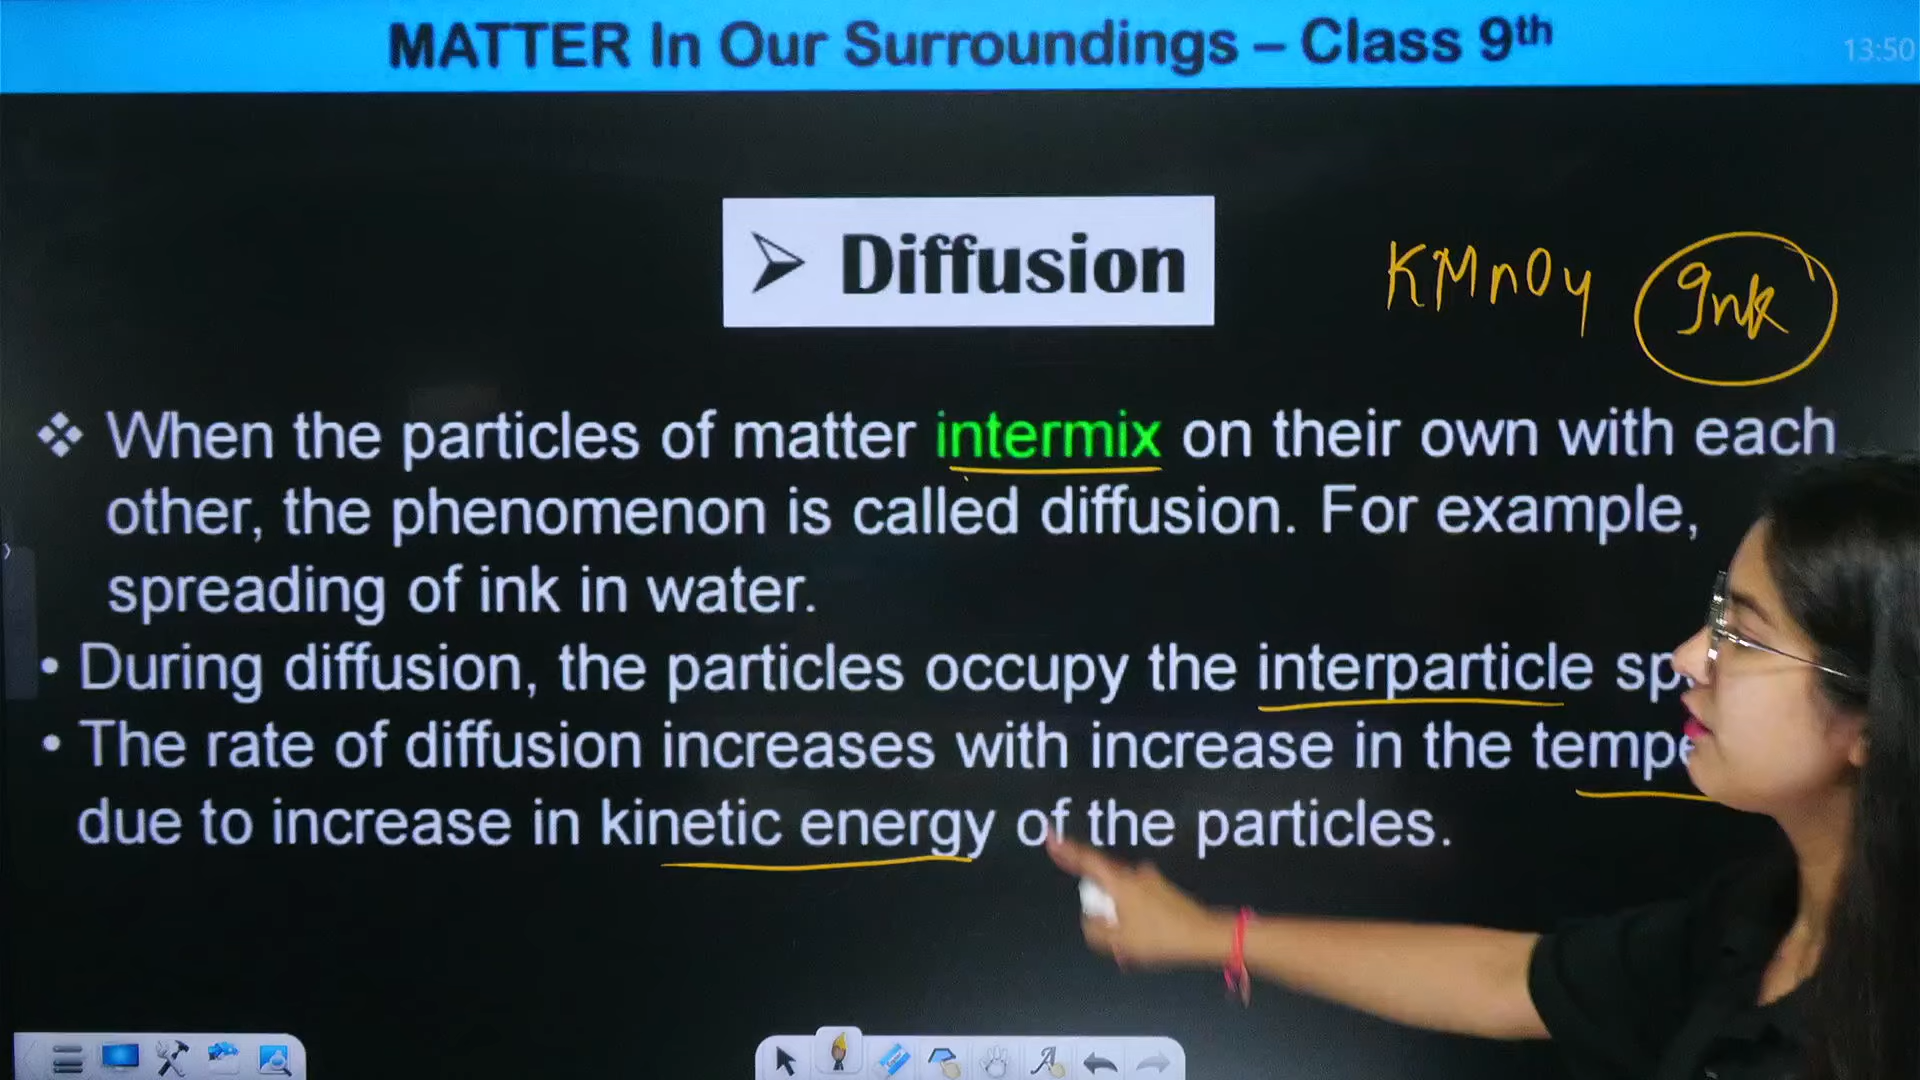 MATTER In Our Surroundings – Class 9th
13:50
➢ Diffusion
KMnO4 Ink
❖ When the particles of matter intermix on their own with each
other, the phenomenon is called diffusion. For example,
spreading of ink in water.
• During diffusion, the particles occupy the interparticle sp
• The rate of diffusion increases with increase in the tempe
due to increase in kinetic energy of the particles.